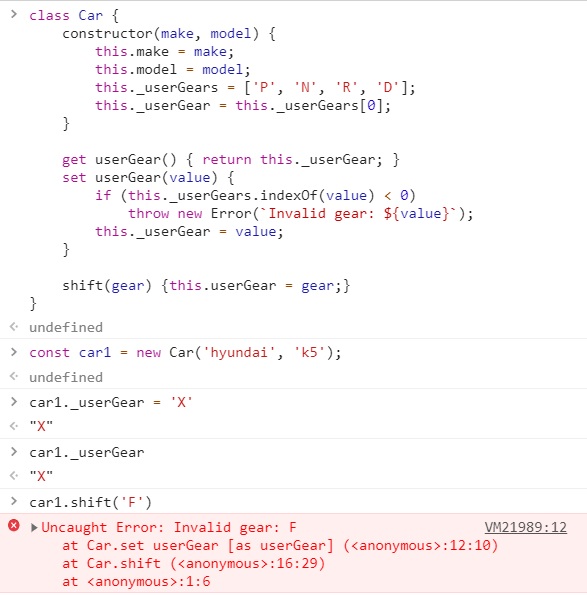 > class Car {
    constructor(make, model) {
        this.make = make;
        this.model = model;
        this._userGears = ['P', 'N', 'R', 'D'];
        this._userGear = this._userGears[0];
    }

    get userGear() { return this._userGear; }
    set userGear(value) {
        if (this._userGears.indexOf(value) < 0)
            throw new Error(`Invalid gear: ${value}`);
        this._userGear = value;
    }

    shift(gear) {this.userGear = gear;}
}
undefined
> const car1 = new Car('hyundai', 'k5');
undefined
> car1._userGear = 'X'
"X"
> car1._userGear
"X"
> car1.shift('F')
Uncaught Error: Invalid gear: F VM21989:12
    at Car.set userGear [as userGear] (<anonymous>:12:10)
    at Car.shift (<anonymous>:16:29)
    at <anonymous>:1:6